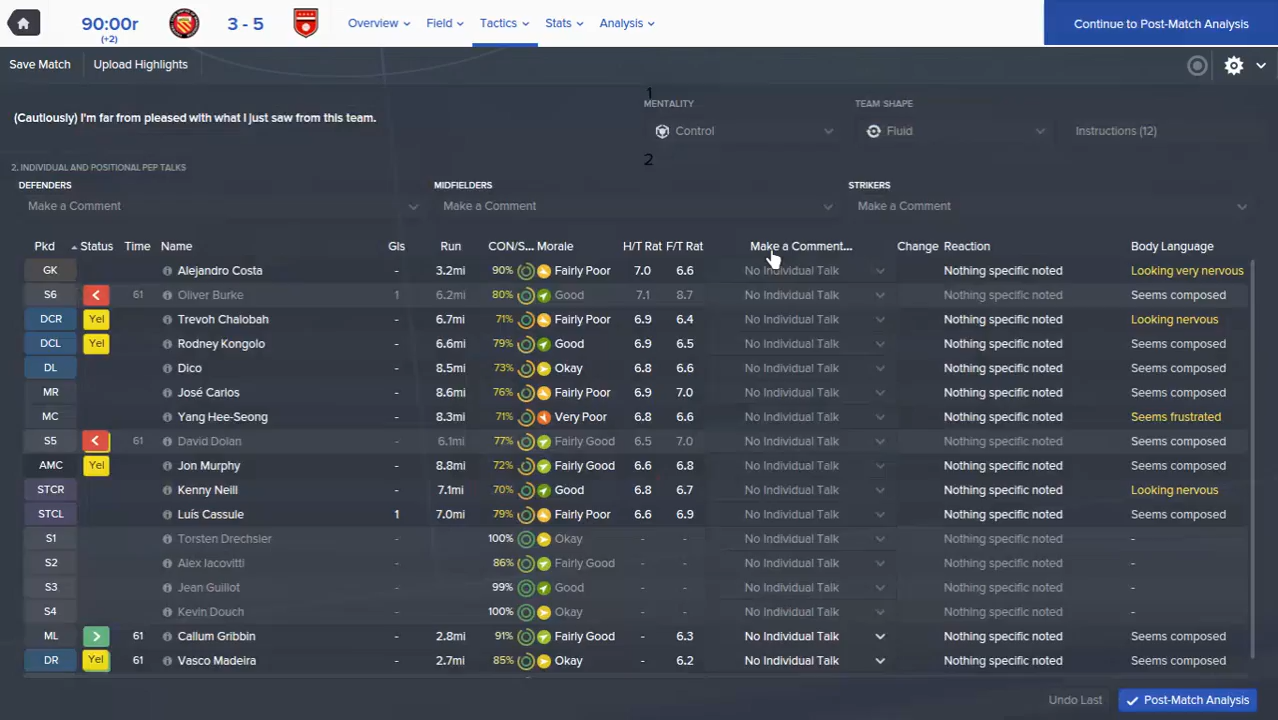 90:00r 3 - 5 Overview Field Tactics Stats Analysis Continue to Post-Match Analysis
(+2)
Save Match Upload Highlights
1
MENTALITY TEAM SHAPE
(Cautiously) I'm far from pleased with what I just saw from this team.
Control Fluid Instructions (12)
2
2. INDIVIDUAL AND POSITIONAL PEP TALKS
DEFENDERS MIDFIELDERS STRIKERS
Make a Comment Make a Comment Make a Comment
Pkd Status Time Name Gls Run CON/S... Morale H/T Rat F/T Rat Make a Comment... Change Reaction Body Language
GK Alejandro Costa - 3.2mi 90% Fairly Poor 7.0 6.6 No Individual Talk Nothing specific noted Looking very nervous
S6 61 Oliver Burke 1 6.2mi 80% Good 7.1 8.7 No Individual Talk Nothing specific noted Seems composed
DCR Yel Trevoh Chalobah - 6.7mi 71% Fairly Poor 6.9 6.4 No Individual Talk Nothing specific noted Looking nervous
DCL Yel Rodney Kongolo - 6.6mi 79% Good 6.9 6.5 No Individual Talk Nothing specific noted Seems composed
DL Dico - 8.5mi 73% Okay 6.8 6.6 No Individual Talk Nothing specific noted Seems composed
MR José Carlos - 8.6mi 76% Fairly Poor 6.9 7.0 No Individual Talk Nothing specific noted Seems composed
MC Yang Hee-Seong - 8.3mi 71% Very Poor 6.8 6.6 No Individual Talk Nothing specific noted Seems frustrated
S5 61 David Dolan - 6.1mi 77% Fairly Good 6.5 7.0 No Individual Talk Nothing specific noted Seems composed
AMC Yel Jon Murphy - 8.8mi 72% Fairly Good 6.6 6.8 No Individual Talk Nothing specific noted Seems composed
STCR Kenny Neill - 7.1mi 70% Good 6.8 6.7 No Individual Talk Nothing specific noted Looking nervous
STCL Luís Cassule 1 7.0mi 79% Fairly Poor 6.6 6.9 No Individual Talk Nothing specific noted Seems composed
S1 Torsten Drechsler - 100% Okay - - No Individual Talk Nothing specific noted -
S2 Alex Iacovitti - 86% Fairly Good - - No Individual Talk Nothing specific noted -
S3 Jean Guillot - 99% Good - - No Individual Talk Nothing specific noted -
S4 Kevin Douch - 100% Okay - - No Individual Talk Nothing specific noted -
ML 61 Callum Gribbin - 2.8mi 91% Fairly Good - 6.3 No Individual Talk Nothing specific noted Seems composed
DR Yel 61 Vasco Madeira - 2.7mi 85% Okay - 6.2 No Individual Talk Nothing specific noted Seems composed
Undo Last Post-Match Analysis